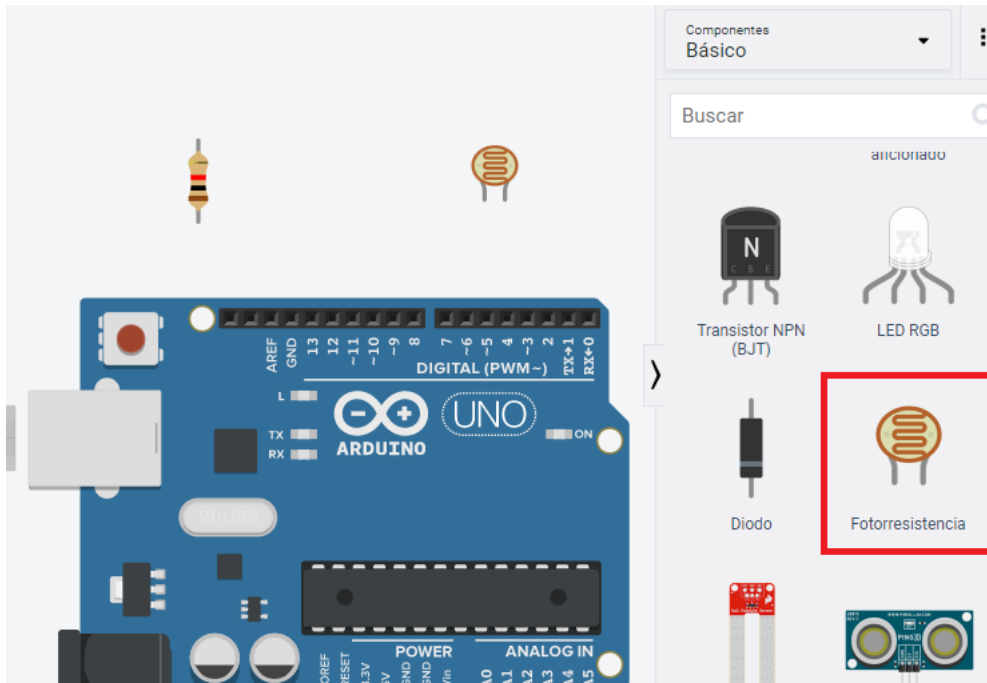 Componentes
Básico
Buscar
aficionado
N
C B E
Transistor NPN
(BJT)
LED RGB
Diodo
Fotorresistencia
AREF
GND
13
12
~11
~10
~9
8
7
~6
~5
4
~3
2
TX→1
RX←0
DIGITAL (PWM~)
L
TX
RX
ARDUINO
UNO
ON
POWER
ANALOG IN
RESET
3.3V
5V
GND
GND
Vin
A0
A1
A2
A3
A4
A5
PING)))